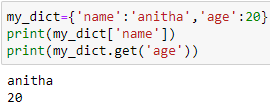 my_dict={'name':'anitha','age':20}
print(my_dict['name'])
print(my_dict.get('age'))
anitha
20